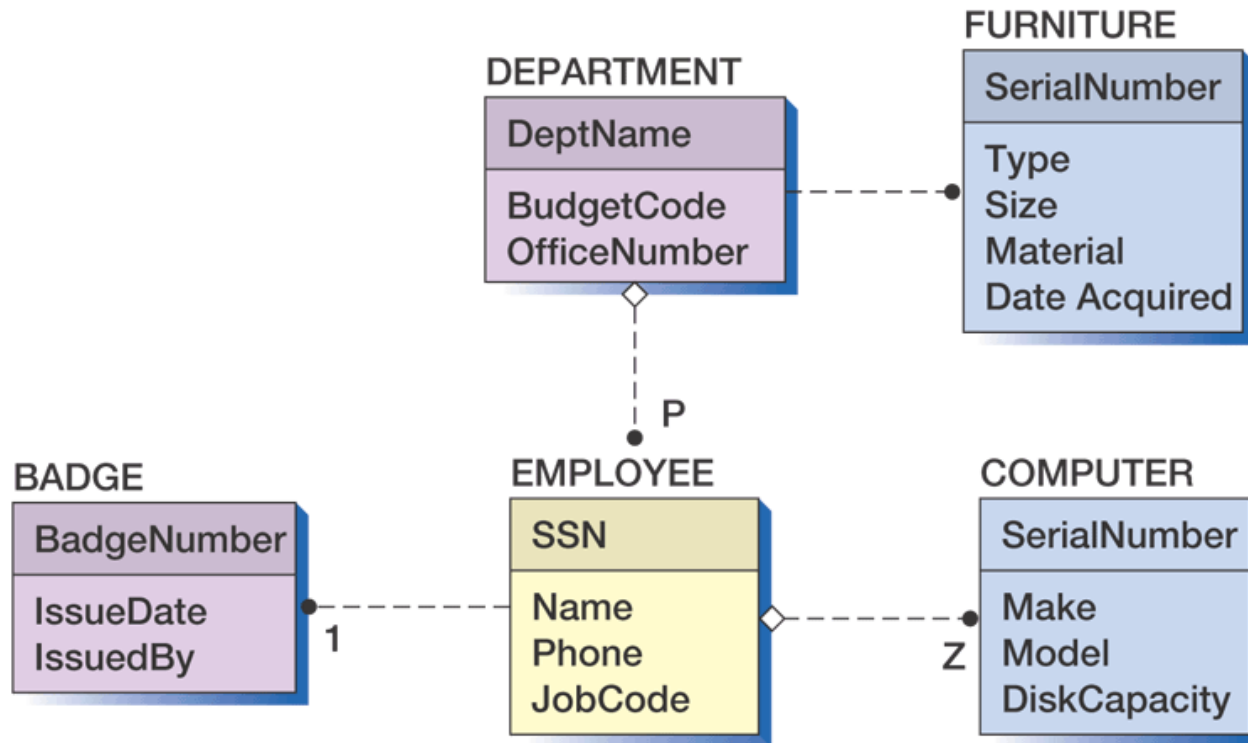 FURNITURE
SerialNumber
Type
Size
Material
Date Acquired
DEPARTMENT
DeptName
BudgetCode
OfficeNumber
P
BADGE
BadgeNumber
IssueDate
IssuedBy
1
EMPLOYEE
SSN
Name
Phone
JobCode
Z
COMPUTER
SerialNumber
Make
Model
DiskCapacity